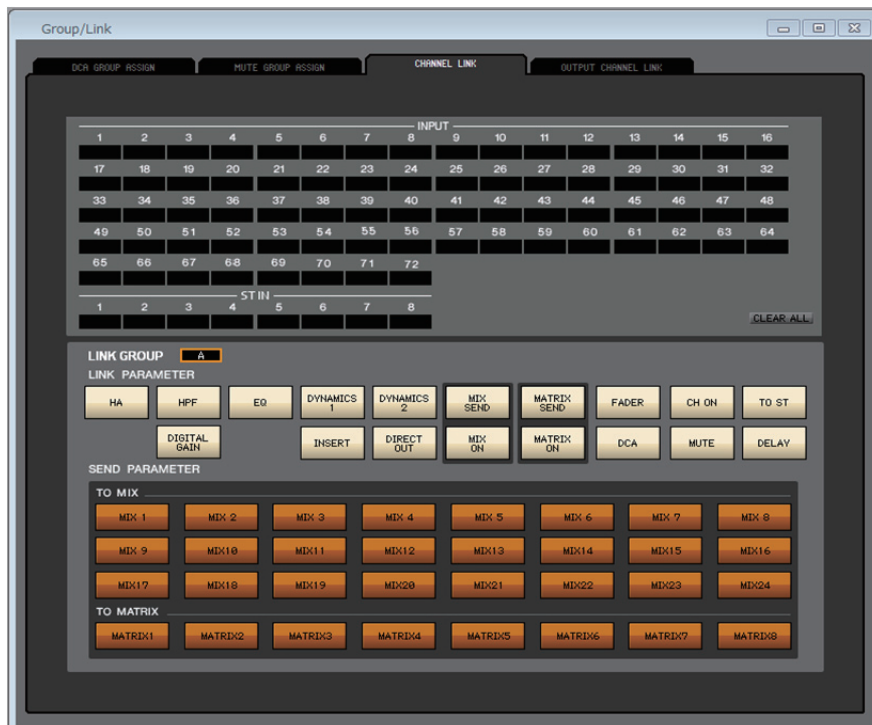 Group/Link
DCA GROUP ASSIGN MUTE GROUP ASSIGN CHANNEL LINK OUTPUT CHANNEL LINK
INPUT
1 2 3 4 5 6 7 8 9 10 11 12 13 14 15 16
17 18 19 20 21 22 23 24 25 26 27 28 29 30 31 32
33 34 35 36 37 38 39 40 41 42 43 44 45 46 47 48
49 50 51 52 53 54 55 56 57 58 59 60 61 62 63 64
65 66 67 68 69 70 71 72
ST IN
1 2 3 4 5 6 7 8
CLEAR ALL
LINK GROUP A
LINK PARAMETER
HA HPF EQ DYNAMICS 1 DYNAMICS 2 MIX SEND MATRIX SEND FADER CH ON TO ST
DIGITAL GAIN INSERT DIRECT OUT MIX ON MATRIX ON DCA MUTE DELAY
SEND PARAMETER
TO MIX
MIX 1 MIX 2 MIX 3 MIX 4 MIX 5 MIX 6 MIX 7 MIX 8
MIX 9 MIX10 MIX11 MIX12 MIX13 MIX14 MIX15 MIX16
MIX17 MIX18 MIX19 MIX20 MIX21 MIX22 MIX23 MIX24
TO MATRIX
MATRIX1 MATRIX2 MATRIX3 MATRIX4 MATRIX5 MATRIX6 MATRIX7 MATRIX8